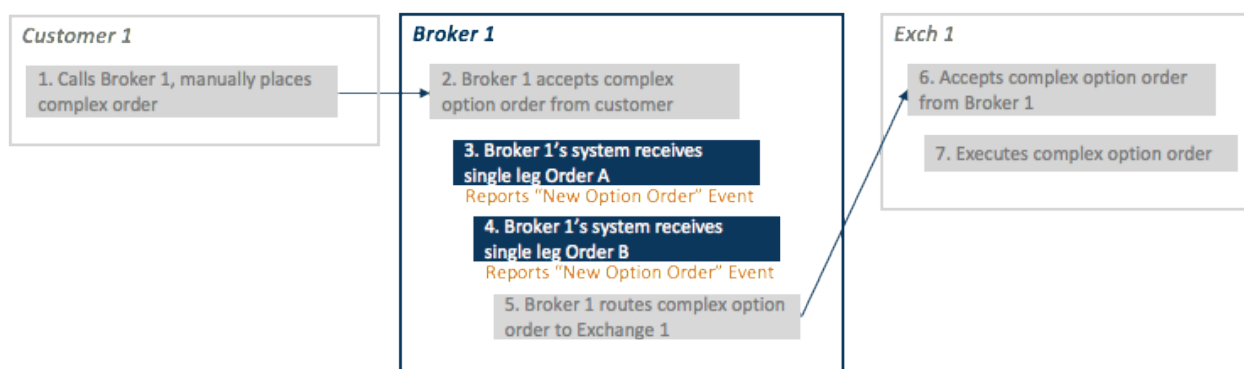 Customer 1
1. Calls Broker 1, manually places
complex order
Broker 1
2. Broker 1 accepts complex
option order from customer
3. Broker 1's system receives
single leg Order A
Reports "New Option Order" Event
4. Broker 1's system receives
single leg Order B
Reports "New Option Order" Event
5. Broker 1 routes complex option
order to Exchange 1
Exch 1
6. Accepts complex option order
from Broker 1
7. Executes complex option order